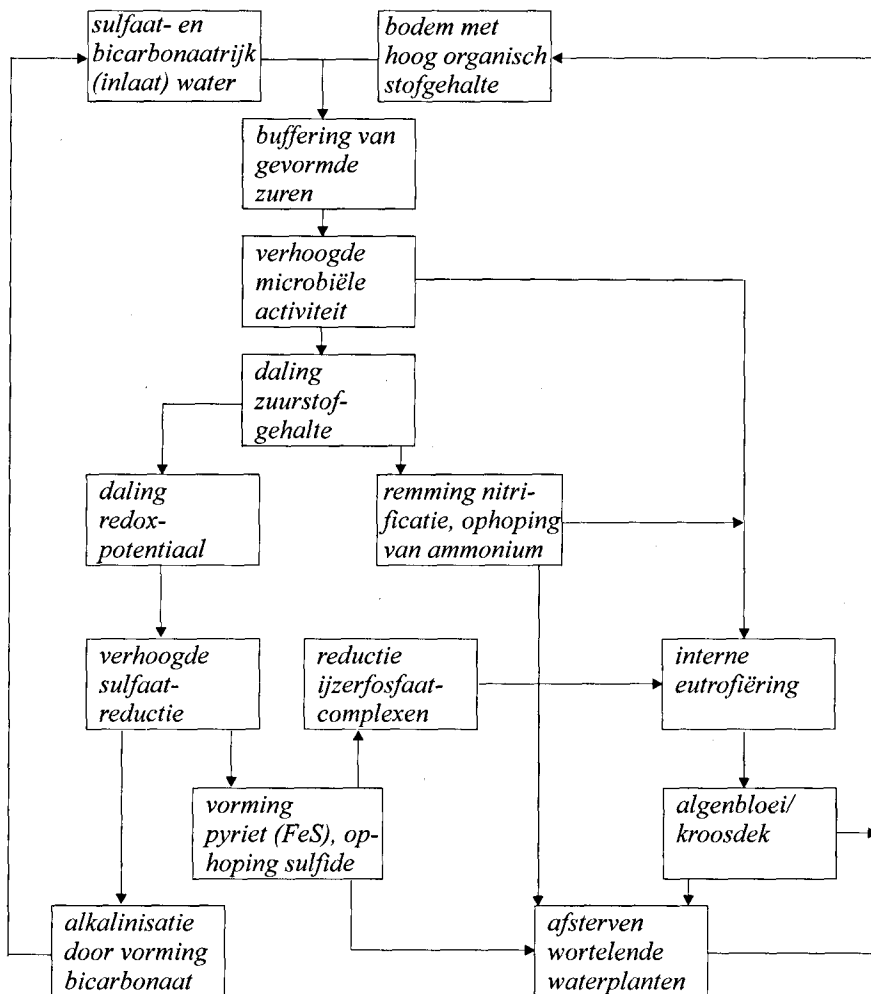 sulfaat- en
bicarbonaatrijk
(inlaat) water
bodem met
hoog organisch
stofgehalte
buffering van
gevormde
zuren
verhoogde
microbiële
activiteit
daling
zuurstof-
gehalte
daling
redox-
potentiaal
remming nitri-
ficatie, ophoping
van ammonium
verhoogde
sulfaat-
reductie
reductie
ijzerfosfaat-
complexen
interne
eutrofiëring
vorming
pyriet (FeS), op-
hoping sulfide
algenbloei/
kroosdek
alkalinisatie
door vorming
bicarbonaat
afsterven
wortelende
waterplanten